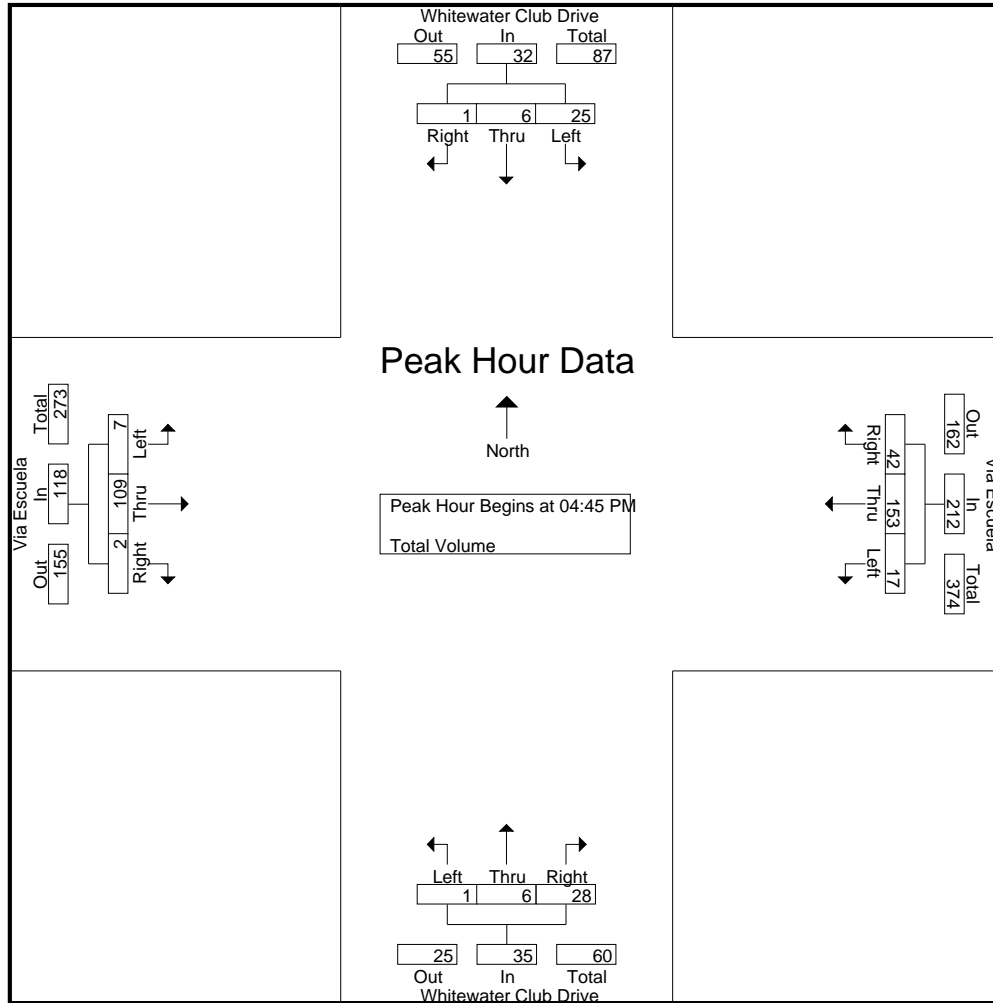 Whitewater Club Drive
Out In Total
55 32 87
1 6 25
Right Thru Left
Peak Hour Data
North
Peak Hour Begins at 04:45 PM
Total Volume
Via Escuela
Total In Out
273 118 155
7 109 2
Left Thru Right
Via Escuela
Out In Total
162 212 374
42 153 17
Right Thru Left
Left Thru Right
1 6 28
25 35 60
Out In Total
Whitewater Club Drive